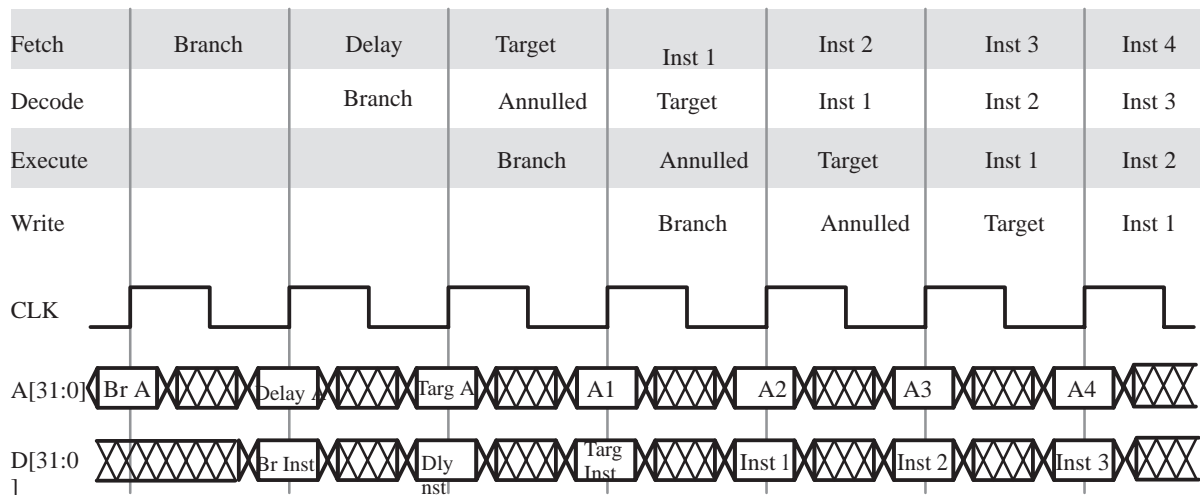 Fetch Branch Delay Target Inst 1 Inst 2 Inst 3 Inst 4
Decode Branch Annulled Target Inst 1 Inst 2 Inst 3
Execute Branch Annulled Target Inst 1 Inst 2
Write Branch Annulled Target Inst 1
CLK
A[31:0] Br A Delay A Targ A A1 A2 A3 A4
D[31:0
] Br Inst Dly
nst Targ
Inst Inst 1 Inst 2 Inst 3